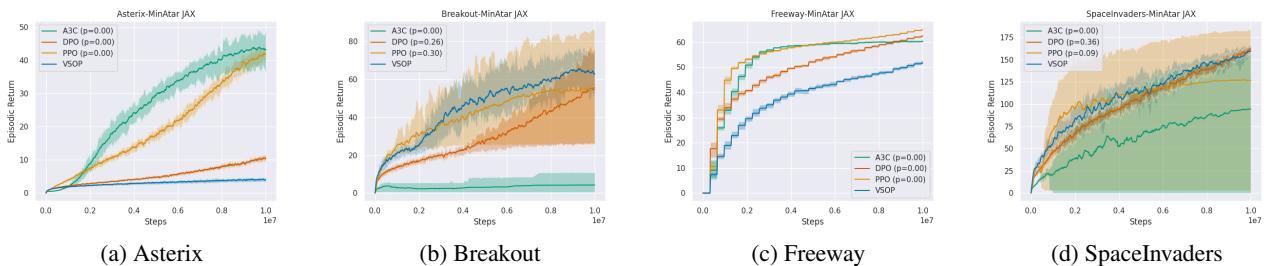 Asterix-MinAtar JAX
50
40
30
20
10
0
Episodic Return
A3C (p=0.00)
DPO (p=0.00)
PPO (p=0.00)
VSOP
0.0 0.2 0.4 0.6 0.8 1.0
Steps
1e7
(a) Asterix
Breakout-MinAtar JAX
80
60
40
20
0
Episodic Return
A3C (p=0.00)
DPO (p=0.26)
PPO (p=0.30)
VSOP
0.0 0.2 0.4 0.6 0.8 1.0
Steps
1e7
(b) Breakout
Freeway-MinAtar JAX
60
50
40
30
20
10
0
Episodic Return
A3C (p=0.00)
DPO (p=0.00)
PPO (p=0.00)
VSOP
0.0 0.2 0.4 0.6 0.8 1.0
Steps
1e7
(c) Freeway
SpaceInvaders-MinAtar JAX
175
150
125
100
75
50
25
0
Episodic Return
A3C (p=0.00)
DPO (p=0.36)
PPO (p=0.09)
VSOP
0.0 0.2 0.4 0.6 0.8 1.0
Steps
1e7
(d) SpaceInvaders